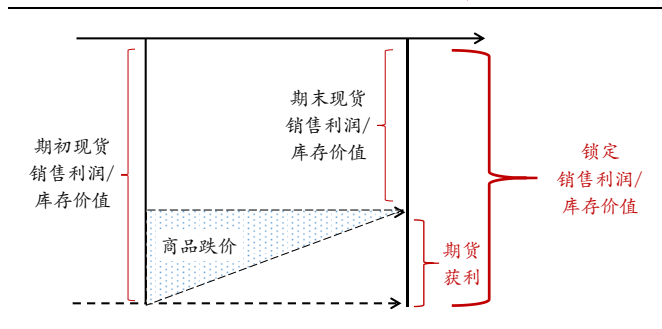 期初现货
销售利润/
库存价值
期末现货
销售利润/
库存价值
商品跌价
期货
获利
锁定
销售利润/
库存价值